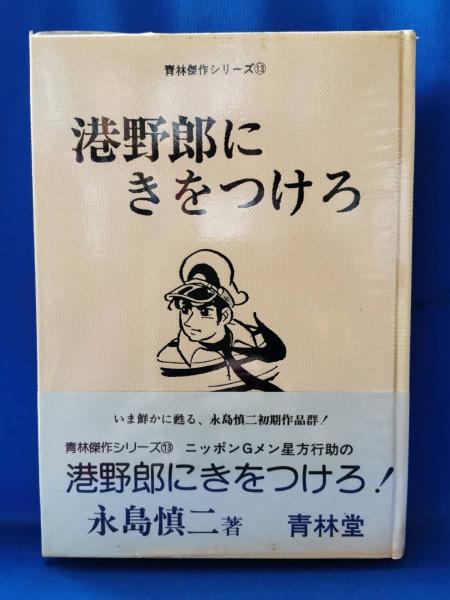 青林傑作シリーズ⑬
港野郎に
きをつけろ
いま鮮かに甦る、永島慎二初期作品群!
青林傑作シリーズ⑬ ニッポンGメン星方行助の
港野郎にきをつけろ!
永島慎二著 青林堂